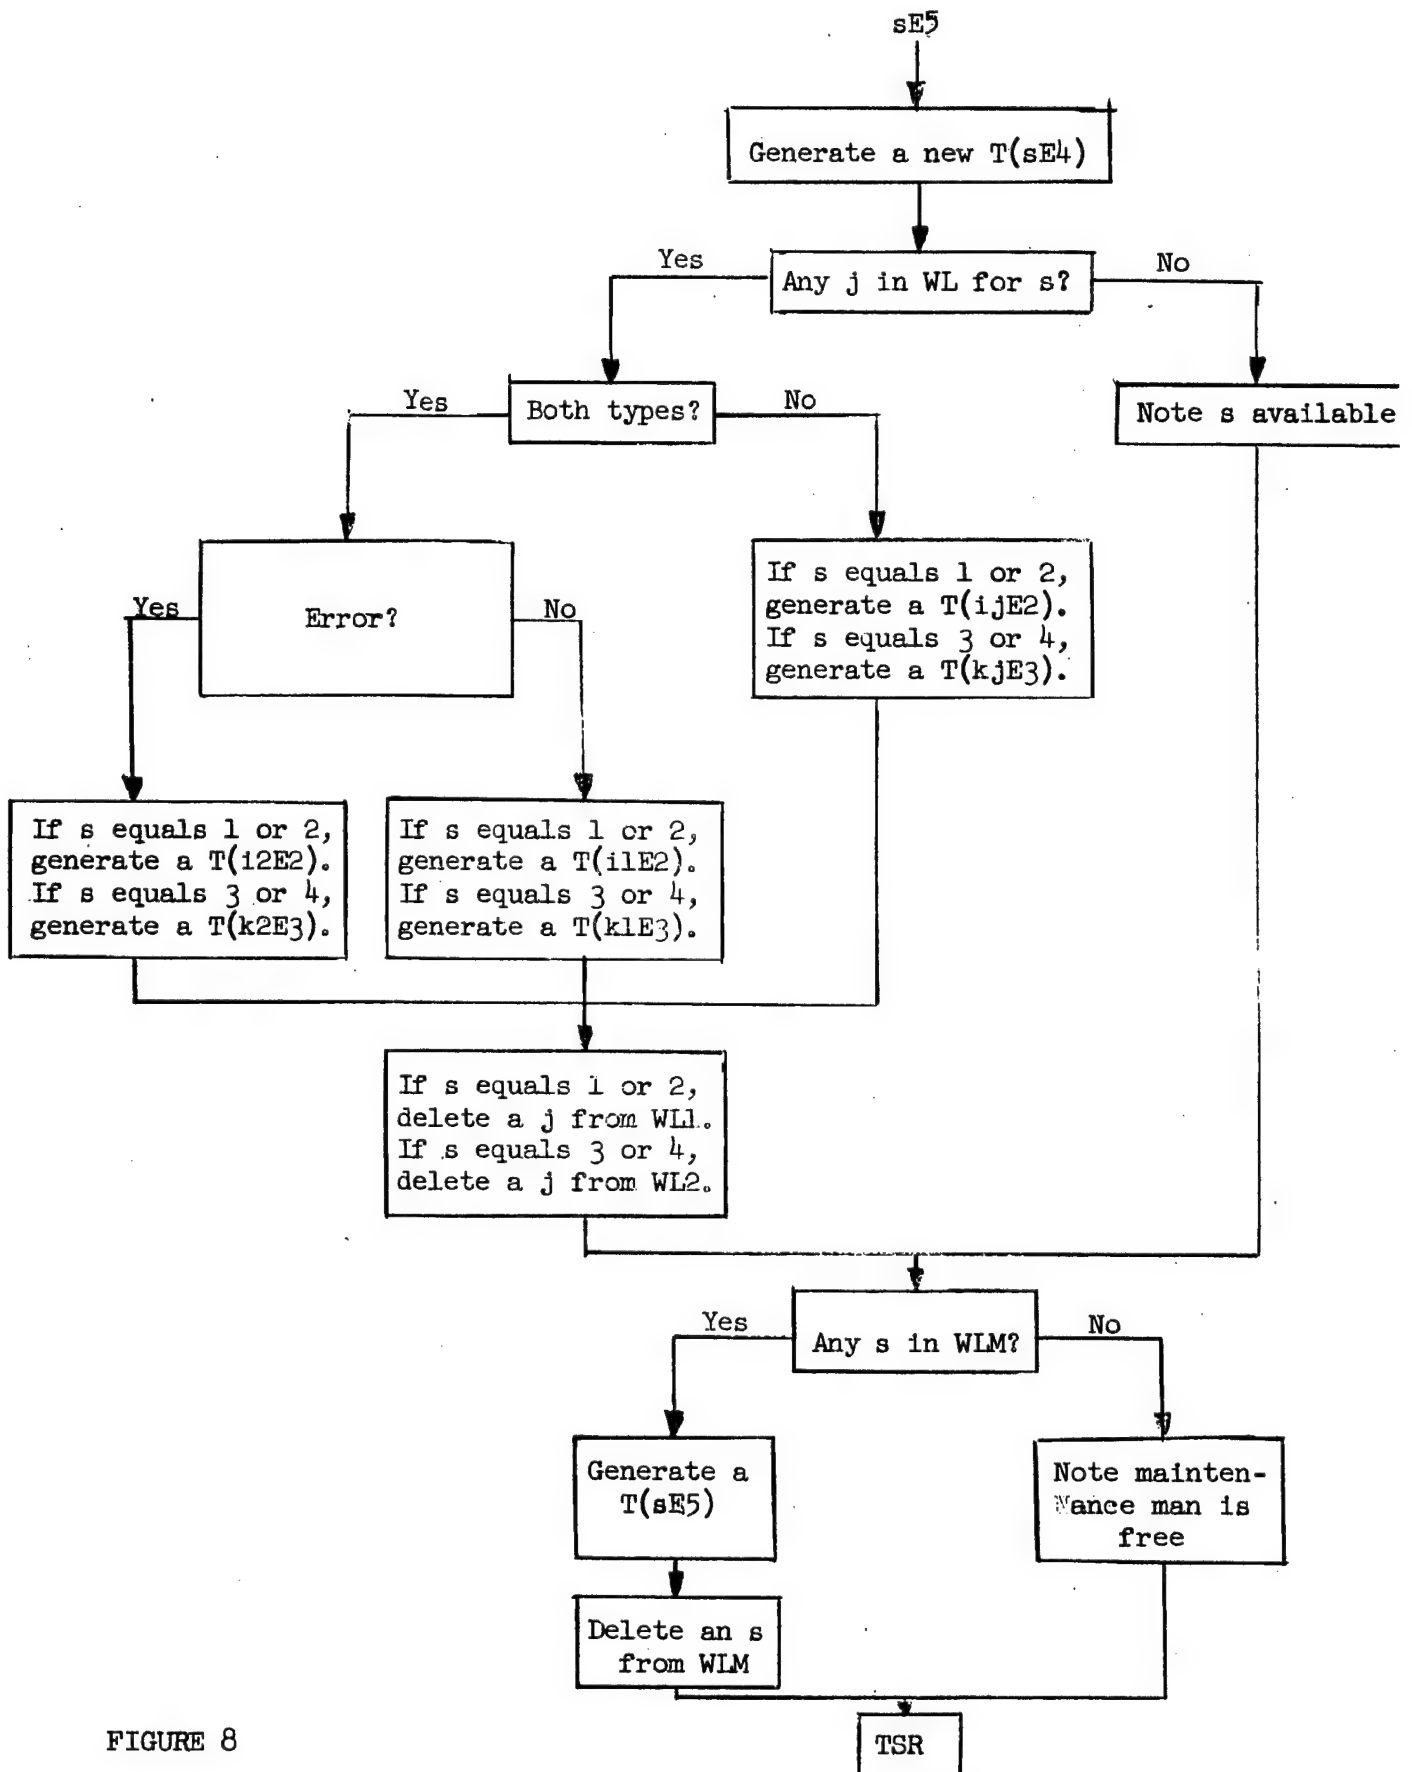 sE5
Generate a new T(sE4)
Yes
Any j in WL for s?
No
Yes
Both types?
No
Note s available
Yes
Error?
No
If s equals 1 or 2,
generate a T(ijE2).
If s equals 3 or 4,
generate a T(kjE3).
If s equals 1 or 2,
generate a T(i2E2).
If s equals 3 or 4,
generate a T(k2E3).
If s equals 1 or 2,
generate a T(i1E2).
If s equals 3 or 4,
generate a T(k1E3).
If s equals 1 or 2,
delete a j from WL1.
If s equals 3 or 4,
delete a j from WL2.
Yes
Any s in WLM?
No
Generate a
T(sE5)
Note mainten-
nance man is
free
Delete an s
from WLM
FIGURE 8
TSR